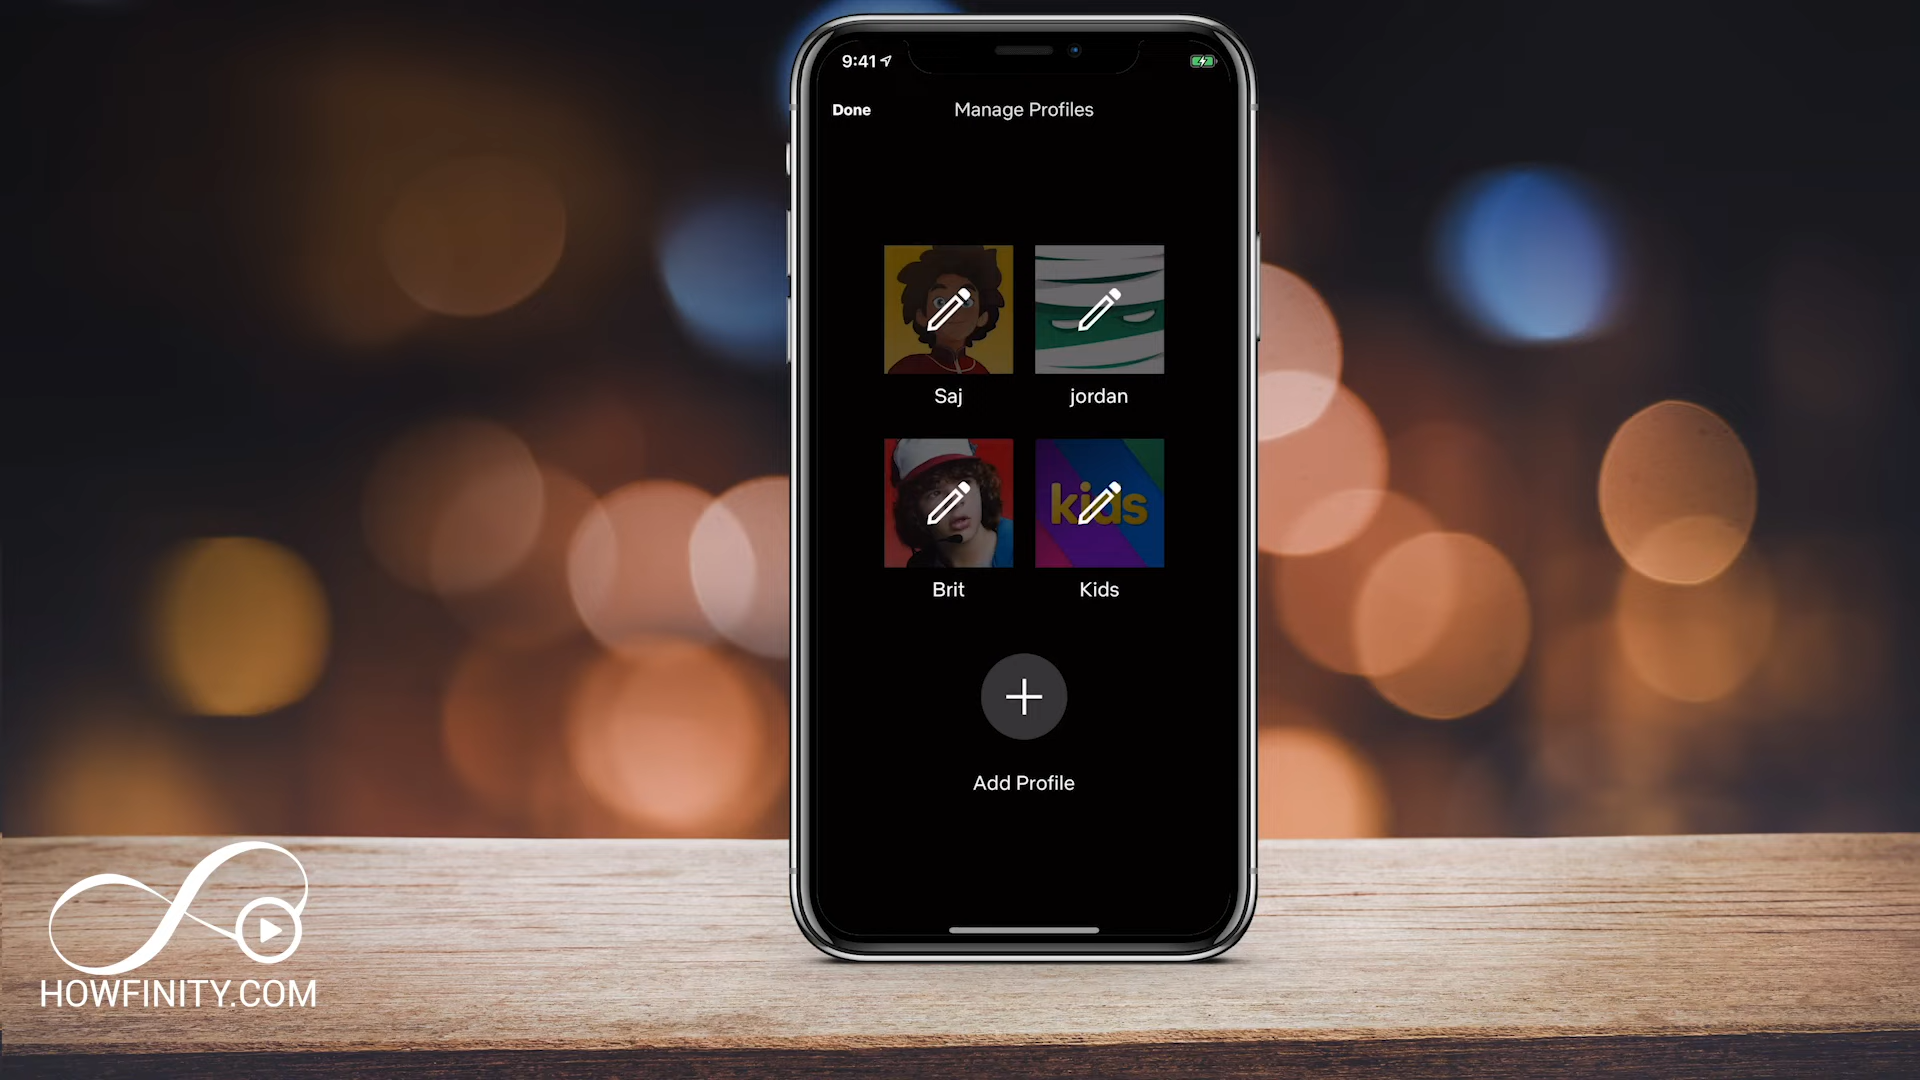 9:41
Done
Manage Profiles
Saj
jordan
kids
Brit
Kids
Add Profile
HOWFINITY.COM